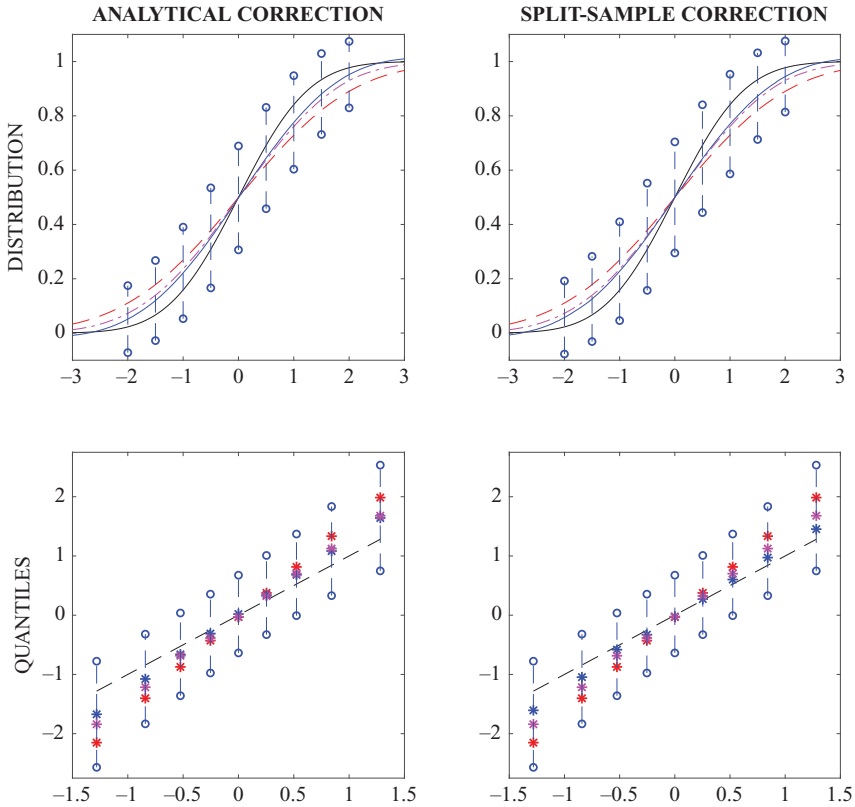 ANALYTICAL CORRECTION
SPLIT-SAMPLE CORRECTION
DISTRIBUTION
1
0.8
0.6
0.4
0.2
0
–3 –2 –1 0 1 2 3
1
0.8
0.6
0.4
0.2
0
–3 –2 –1 0 1 2 3
QUANTILES
2
1
0
–1
–2
–1.5 –1 –0.5 0 0.5 1 1.5
2
1
0
–1
–2
–1.5 –1 –0.5 0 0.5 1 1.5